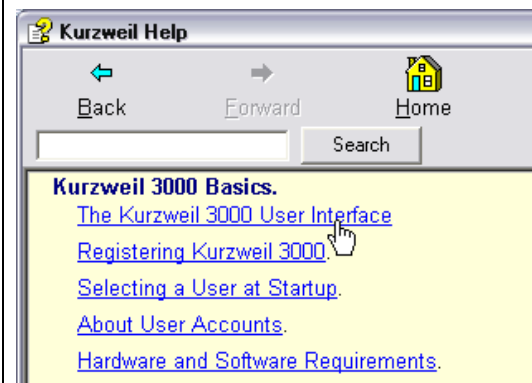 Kurzweil Help
Back Forward Home
Search
Kurzweil 3000 Basics.
The Kurzweil 3000 User Interface
Registering Kurzweil 3000.
Selecting a User at Startup.
About User Accounts.
Hardware and Software Requirements.